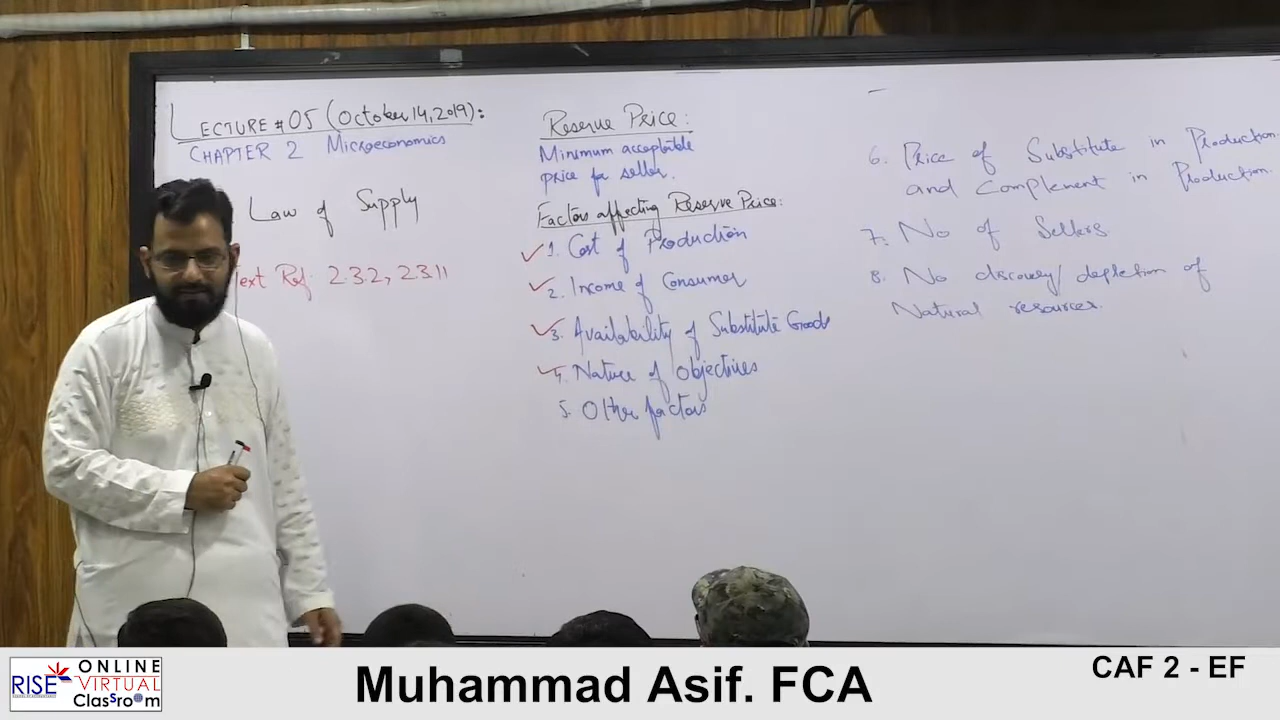 LECTURE # 05 (October 14, 2019):
CHAPTER 2 Microeconomics
Law of Supply
ext Ref: 2.3.2, 2.3.11
Reserve Price:
Minimum acceptable
price for seller.
Factors affecting Reserve Price:
1. Cost of Production
2. Income of Consumer
3. Availability of Substitute Goods
4. Nature of Objectives
5. Other factors
6. Price of Substitute in Production
and Complement in Production.
7. No of Sellers
8. No discovery/depletion of
Natural resources.
RISE
ONLINE
VIRTUAL
Classroom
Muhammad Asif. FCA
CAF 2 - EF